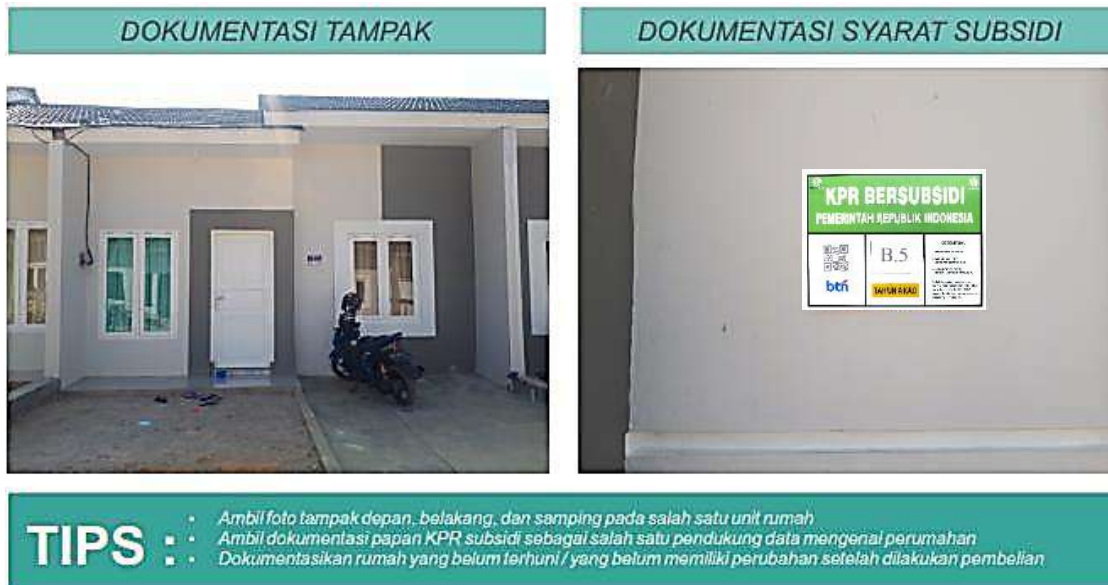 DOKUMENTASI TAMPAK
DOKUMENTASI SYARAT SUBSIDI
KPR BERSUBSIDI
PEMERINTAH REPUBLIK INDONESIA
B.5
btn
TAHUN AKAD
TIPS :
• Ambil foto tampak depan, belakang, dan samping pada salah satu unit rumah
• Ambil dokumentasi papan KPR subsidi sebagai salah satu pendukung data mengenai perumahan
• Dokumentasikan rumah yang belum terhuni / yang belum memiliki perubahan setelah dilakukan pembelian